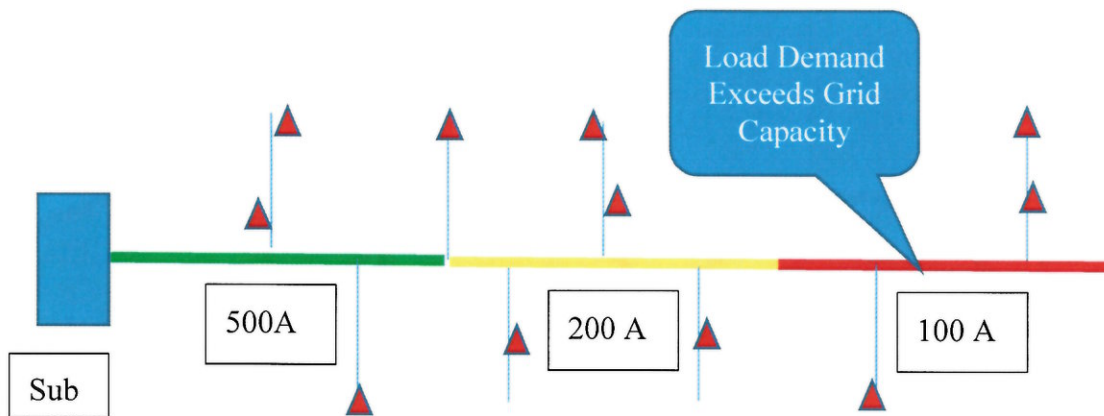 Load Demand
Exceeds Grid
Capacity
500A
200 A
100 A
Sub